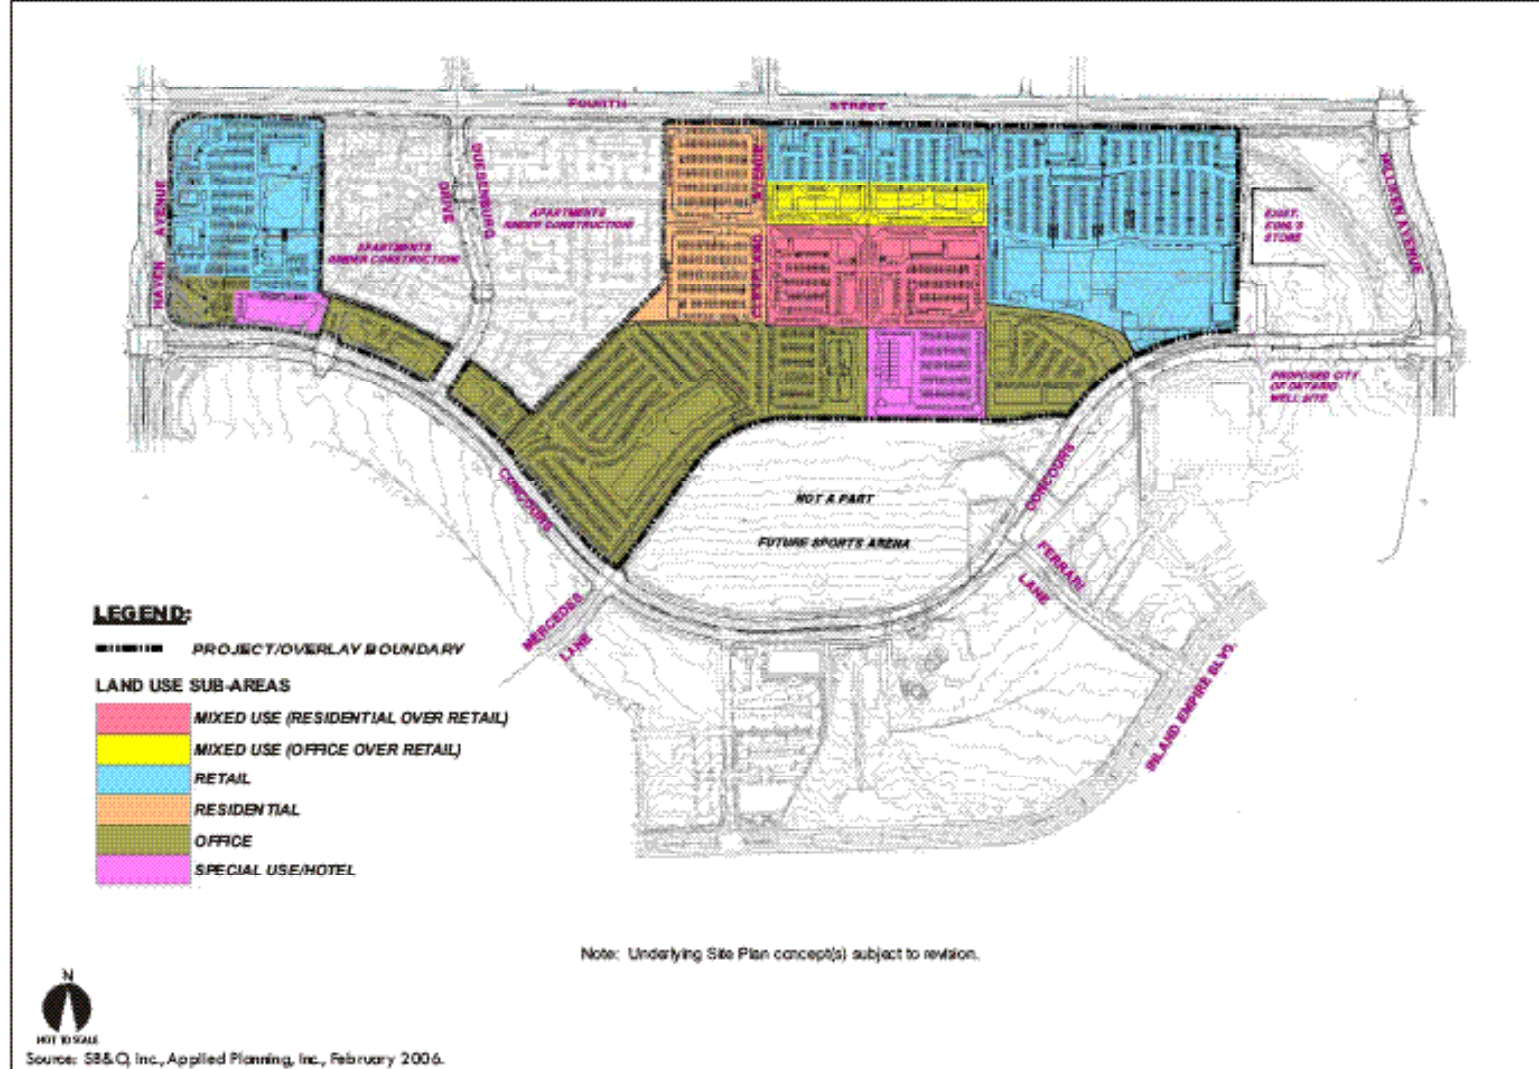 FOURTH STREET
HAVEN AVENUE
DUESENBURG DRIVE
APARTMENTS
UNDER CONSTRUCTION
APARTMENTS
UNDER CONSTRUCTION
CLEVELAND AVENUE
EXIST.
STORE
MILLIKEN AVENUE
PROPOSED CITY
OF ONTARIO
WELL SITE
CONCOURS
NOT A PART
FUTURE SPORTS ARENA
CONCOURS
FERRARI
LANE
MERCEDES
LANE
INLAND EMPIRE BLVD.
LEGEND:
PROJECT/OVERLAY BOUNDARY
LAND USE SUB-AREAS
MIXED USE (RESIDENTIAL OVER RETAIL)
MIXED USE (OFFICE OVER RETAIL)
RETAIL
RESIDENTIAL
OFFICE
SPECIAL USE/HOTEL
Note: Underlying Site Plan concept(s) subject to revision.
N
NOT TO SCALE
Source: SB&O, Inc., Applied Planning, Inc., February 2006.